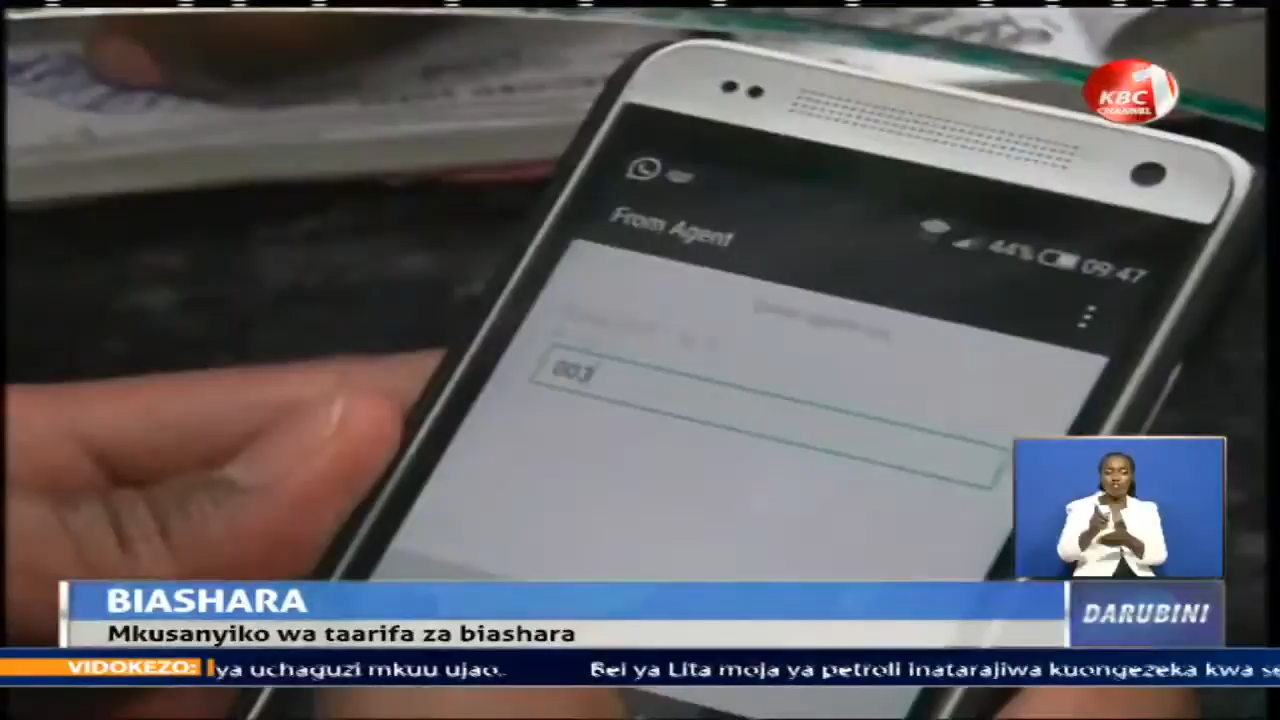 KBC
CHANNEL 1
From Agent
44% 09:47
003
BIASHARA
Mkusanyiko wa taarifa za biashara
DARUBINI
VIDOKEZO: ya uchaguzi mkuu ujao. Bei ya Lita moja ya petroli inatarajiwa kuongezeka kwa se